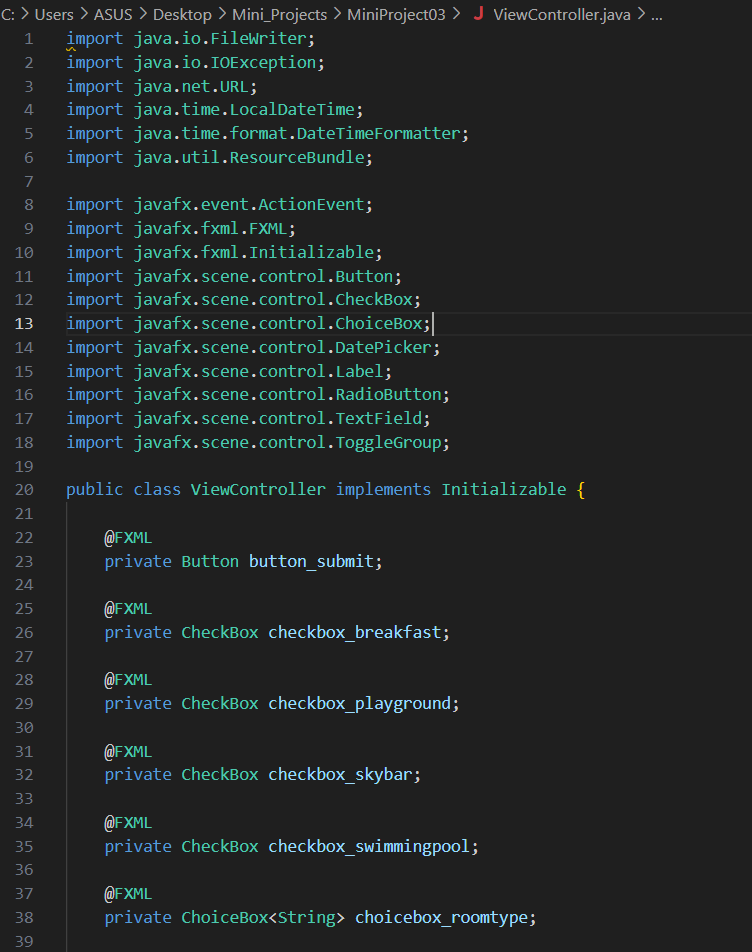 C: > Users > ASUS > Desktop > Mini_Projects > MiniProject03 > J ViewController.java > ...
1 import java.io.FileWriter;
2 import java.io.IOException;
3 import java.net.URL;
4 import java.time.LocalDateTime;
5 import java.time.format.DateTimeFormatter;
6 import java.util.ResourceBundle;
7
8 import javafx.event.ActionEvent;
9 import javafx.fxml.FXML;
10 import javafx.fxml.Initializable;
11 import javafx.scene.control.Button;
12 import javafx.scene.control.CheckBox;
13 import javafx.scene.control.ChoiceBox;
14 import javafx.scene.control.DatePicker;
15 import javafx.scene.control.Label;
16 import javafx.scene.control.RadioButton;
17 import javafx.scene.control.TextField;
18 import javafx.scene.control.ToggleGroup;
19
20 public class ViewController implements Initializable {
21
22 @FXML
23 private Button button_submit;
24
25 @FXML
26 private CheckBox checkbox_breakfast;
27
28 @FXML
29 private CheckBox checkbox_playground;
30
31 @FXML
32 private CheckBox checkbox_skybar;
33
34 @FXML
35 private CheckBox checkbox_swimmingpool;
36
37 @FXML
38 private ChoiceBox<String> choicebox_roomtype;
39